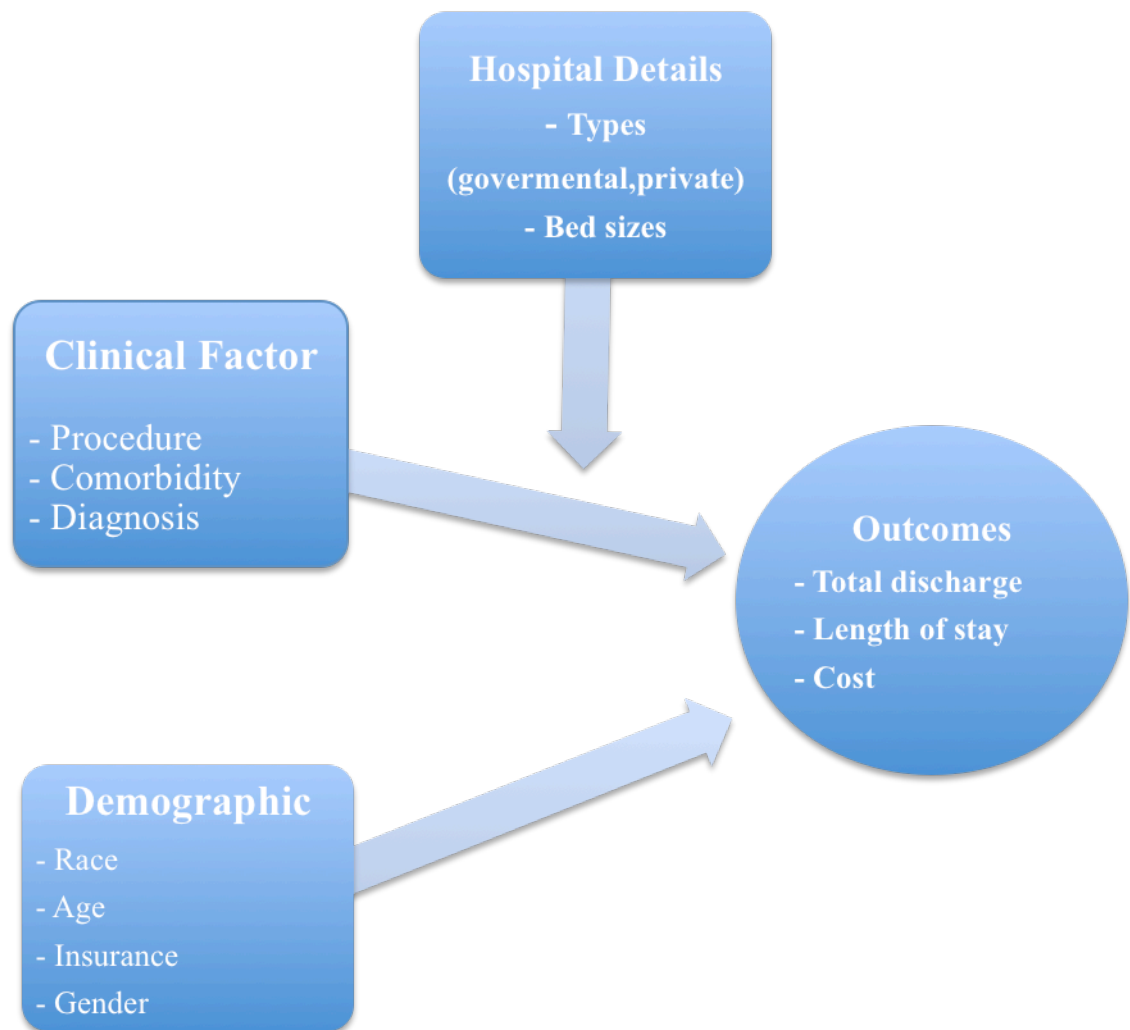 Hospital Details
- Types
(govermental,private)
- Bed sizes
Clinical Factor
- Procedure
- Comorbidity
- Diagnosis
Outcomes
- Total discharge
- Length of stay
- Cost
Demographic
- Race
- Age
- Insurance
- Gender